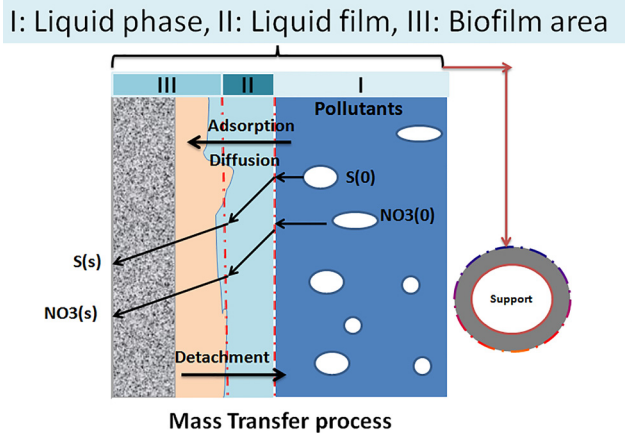 I: Liquid phase, II: Liquid film, III: Biofilm area
III
II
I
Pollutants
Adsorption
Diffusion
S(0)
NO3(0)
S(s)
NO3(s)
Support
Detachment
Mass Transfer process